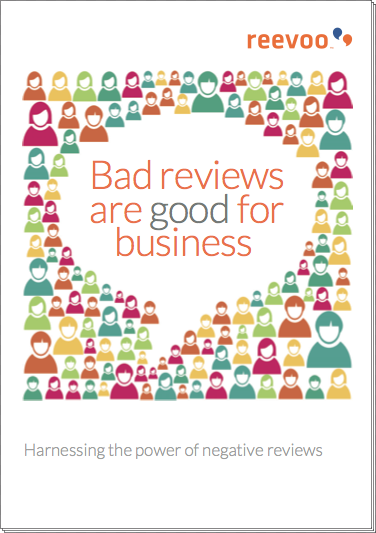 reevoo
Bad reviews
are good for
business
Harnessing the power of negative reviews